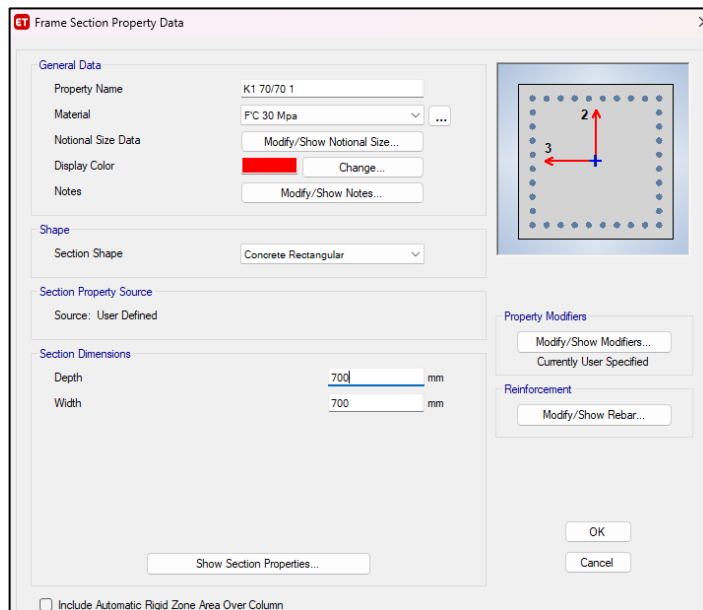 ET Frame Section Property Data
General Data
Property Name K1 70/70 1
Material F'C 30 Mpa ...
Notional Size Data Modify/Show Notional Size...
Display Color Change...
Notes Modify/Show Notes...
2
3
Shape
Section Shape Concrete Rectangular
Section Property Source
Source: User Defined
Property Modifiers
Modify/Show Modifiers...
Currently User Specified
Section Dimensions
Depth 700 mm
Width 700 mm
Reinforcement
Modify/Show Rebar...
OK
Show Section Properties...
Cancel
Include Automatic Rigid Zone Area Over Column